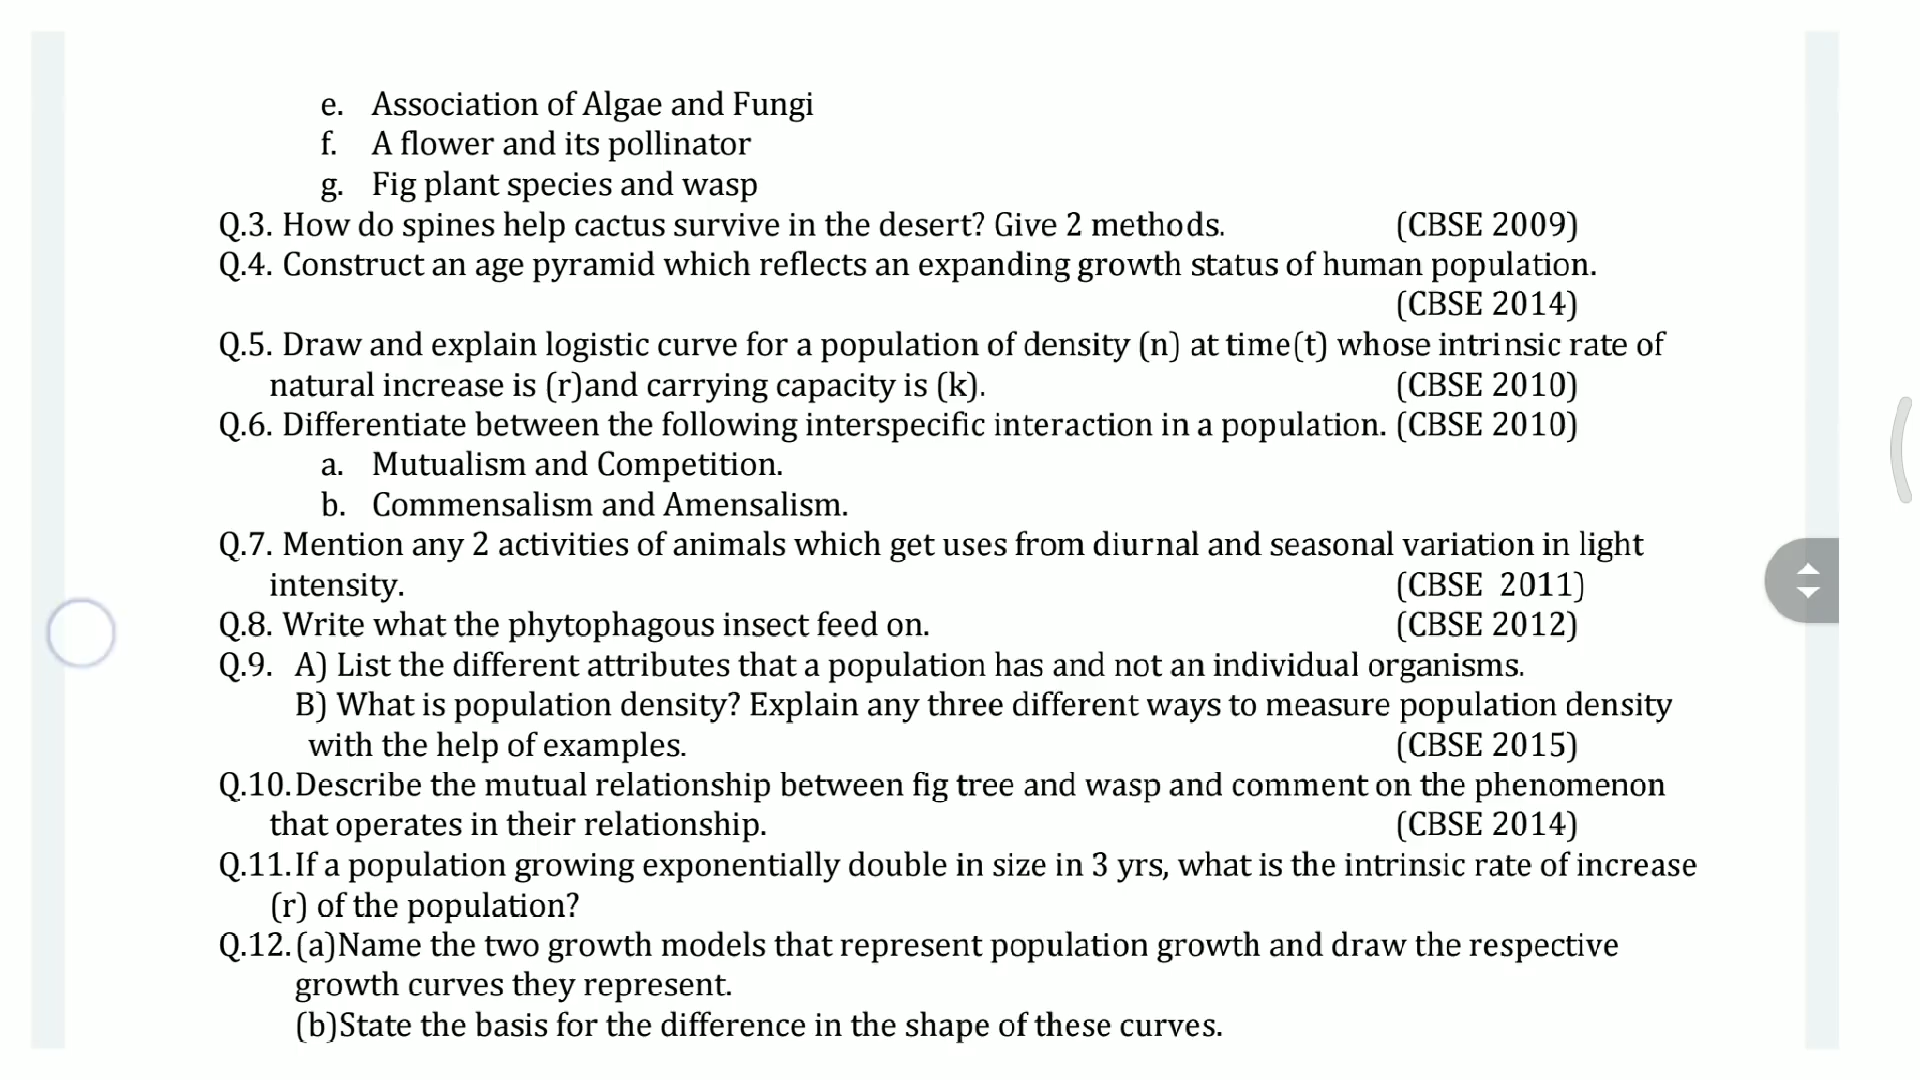 e. Association of Algae and Fungi
f. A flower and its pollinator
g. Fig plant species and wasp
Q.3. How do spines help cactus survive in the desert? Give 2 methods. (CBSE 2009)
Q.4. Construct an age pyramid which reflects an expanding growth status of human population.
(CBSE 2014)
Q.5. Draw and explain logistic curve for a population of density (n) at time(t) whose intrinsic rate of
natural increase is (r)and carrying capacity is (k). (CBSE 2010)
Q.6. Differentiate between the following interspecific interaction in a population. (CBSE 2010)
a. Mutualism and Competition.
b. Commensalism and Amensalism.
Q.7. Mention any 2 activities of animals which get uses from diurnal and seasonal variation in light
intensity. (CBSE 2011)
Q.8. Write what the phytophagous insect feed on. (CBSE 2012)
Q.9. A) List the different attributes that a population has and not an individual organisms.
B) What is population density? Explain any three different ways to measure population density
with the help of examples. (CBSE 2015)
Q.10.Describe the mutual relationship between fig tree and wasp and comment on the phenomenon
that operates in their relationship. (CBSE 2014)
Q.11.If a population growing exponentially double in size in 3 yrs, what is the intrinsic rate of increase
(r) of the population?
Q.12.(a)Name the two growth models that represent population growth and draw the respective
growth curves they represent.
(b)State the basis for the difference in the shape of these curves.